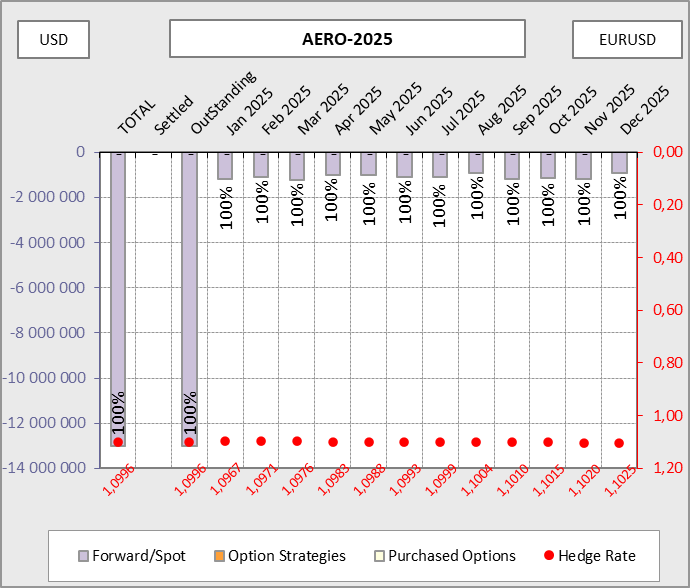 USD
AERO-2025
EURUSD
TOTAL
Settled
OutStanding
Jan 2025
Feb 2025
Mar 2025
Apr 2025
May 2025
Jun 2025
Jul 2025
Aug 2025
Sep 2025
Oct 2025
Nov 2025
Dec 2025
0
-2 000 000
-4 000 000
-6 000 000
-8 000 000
-10 000 000
-12 000 000
-14 000 000
100%
100%
100%
100%
100%
100%
100%
100%
100%
100%
100%
100%
100%
100%
0,00
0,20
0,40
0,60
0,80
1,00
1,20
1,0996
1,0996
1,0967
1,0971
1,0976
1,0983
1,0988
1,0993
1,0999
1,1004
1,1010
1,1015
1,1020
1,1025
Forward/Spot
Option Strategies
Purchased Options
Hedge Rate